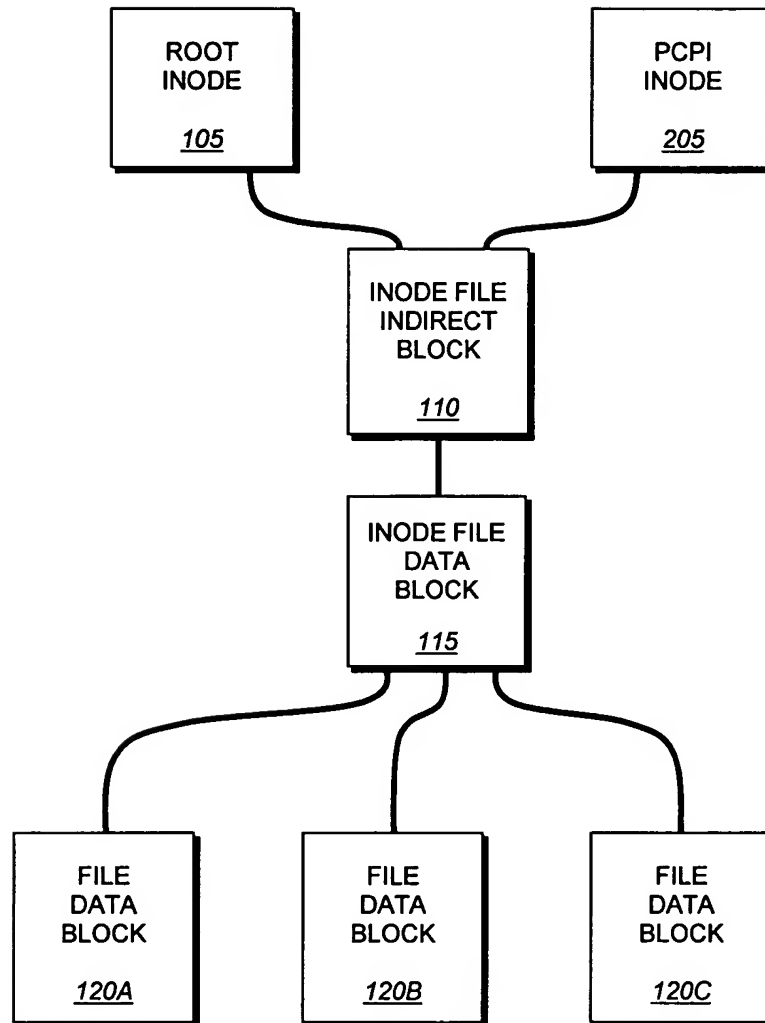 ROOT
INODE
105
PCPI
INODE
205
INODE FILE
INDIRECT
BLOCK
110
INODE FILE
DATA
BLOCK
115
FILE
DATA
BLOCK
120A
FILE
DATA
BLOCK
120B
FILE
DATA
BLOCK
120C